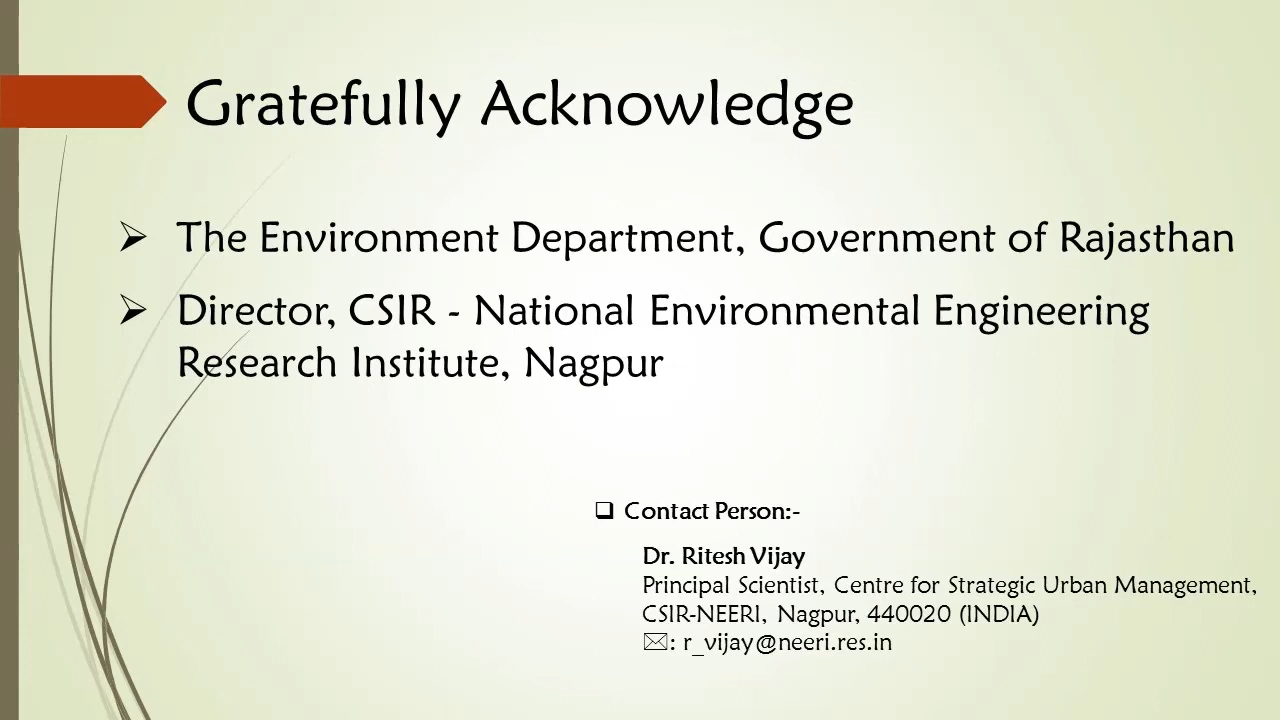 Gratefully Acknowledge
➢ The Environment Department, Government of Rajasthan
➢ Director, CSIR - National Environmental Engineering
Research Institute, Nagpur
❑ Contact Person:-
Dr. Ritesh Vijay
Principal Scientist, Centre for Strategic Urban Management,
CSIR-NEERI, Nagpur, 440020 (INDIA)
✉: r_vijay@neeri.res.in